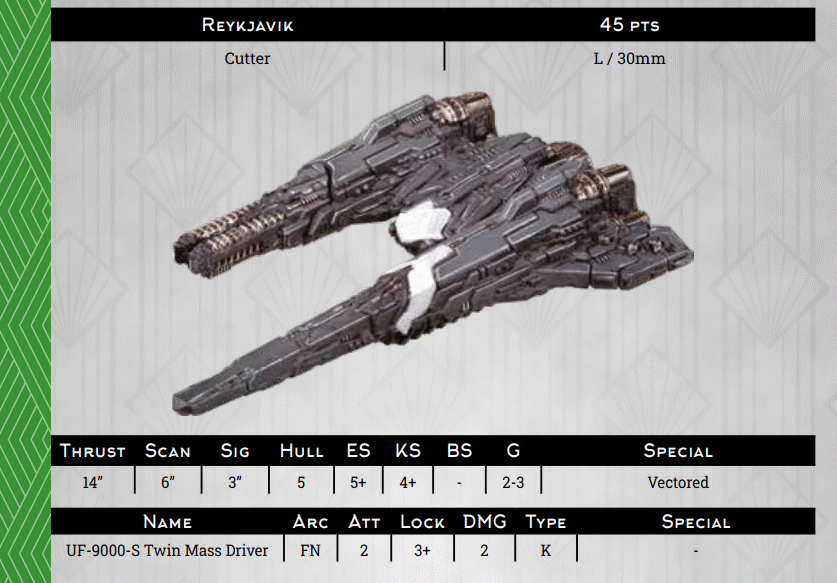 Reykjavik 45 pts
Cutter L / 30mm
Thrust Scan Sig Hull ES KS BS G Special
14” 6” 3” 5 5+ 4+ - 2-3 Vectored
Name Arc Att Lock DMG Type Special
UF-9000-S Twin Mass Driver FN 2 3+ 2 K -